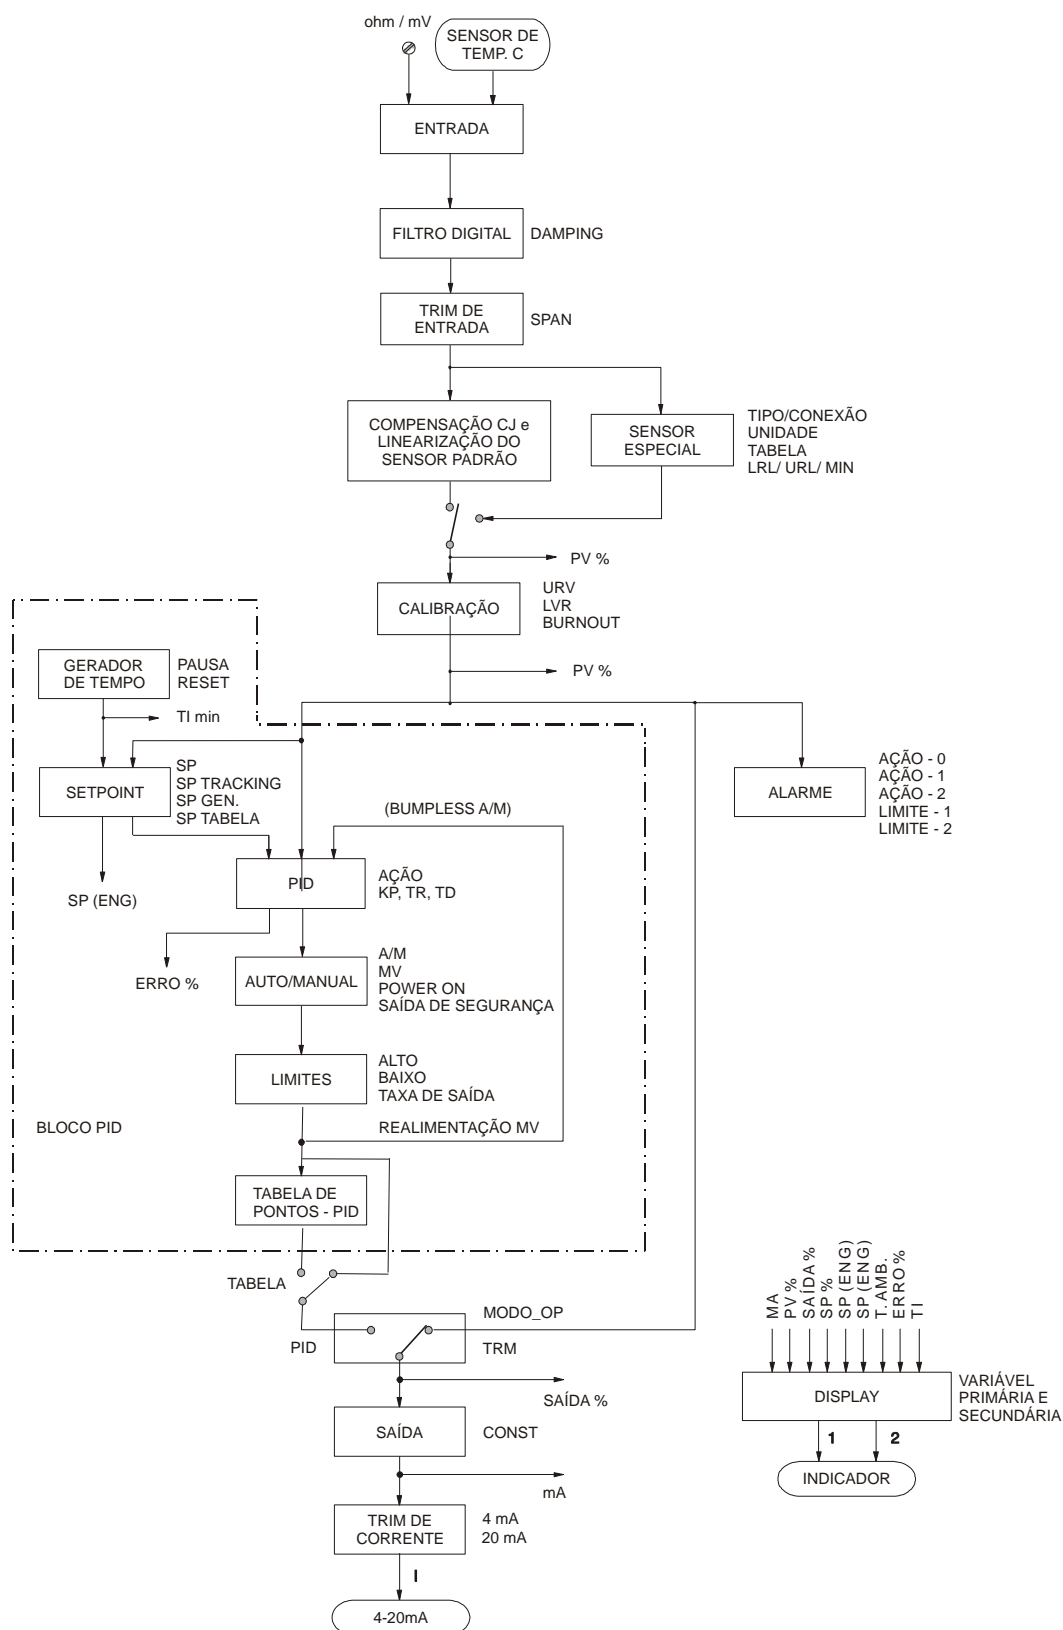 ohm / mV
SENSOR DE
TEMP. C
ENTRADA
FILTRO DIGITAL
DAMPING
TRIM DE
ENTRADA
SPAN
COMPENSAÇÃO CJ e
LINEARIZAÇÃO DO
SENSOR PADRÃO
SENSOR
ESPECIAL
TIPO/CONEXÃO
UNIDADE
TABELA
LRL/ URL/ MIN
PV %
CALIBRAÇÃO
URV
LVR
BURNOUT
PV %
GERADOR
DE TEMPO
PAUSA
RESET
TI min
SETPOINT
SP
SP TRACKING
SP GEN.
SP TABELA
(BUMPLESS A/M)
ALARME
AÇÃO - 0
AÇÃO - 1
AÇÃO - 2
LIMITE - 1
LIMITE - 2
SP (ENG)
PID
AÇÃO
KP, TR, TD
ERRO %
AUTO/MANUAL
A/M
MV
POWER ON
SAÍDA DE SEGURANÇA
LIMITES
ALTO
BAIXO
TAXA DE SAÍDA
BLOCO PID
REALIMENTAÇÃO MV
TABELA DE
PONTOS - PID
TABELA
MODO_OP
PID
TRM
SAÍDA %
SAÍDA
CONST
mA
TRIM DE
CORRENTE
4 mA
20 mA
I
4-20mA
MA
PV %
SAÍDA %
SP %
SP (ENG)
SP (ENG)
T. AMB.
ERRO %
TI
DISPLAY
VARIÁVEL
PRIMÁRIA E
SECUNDÁRIA
1
2
INDICADOR